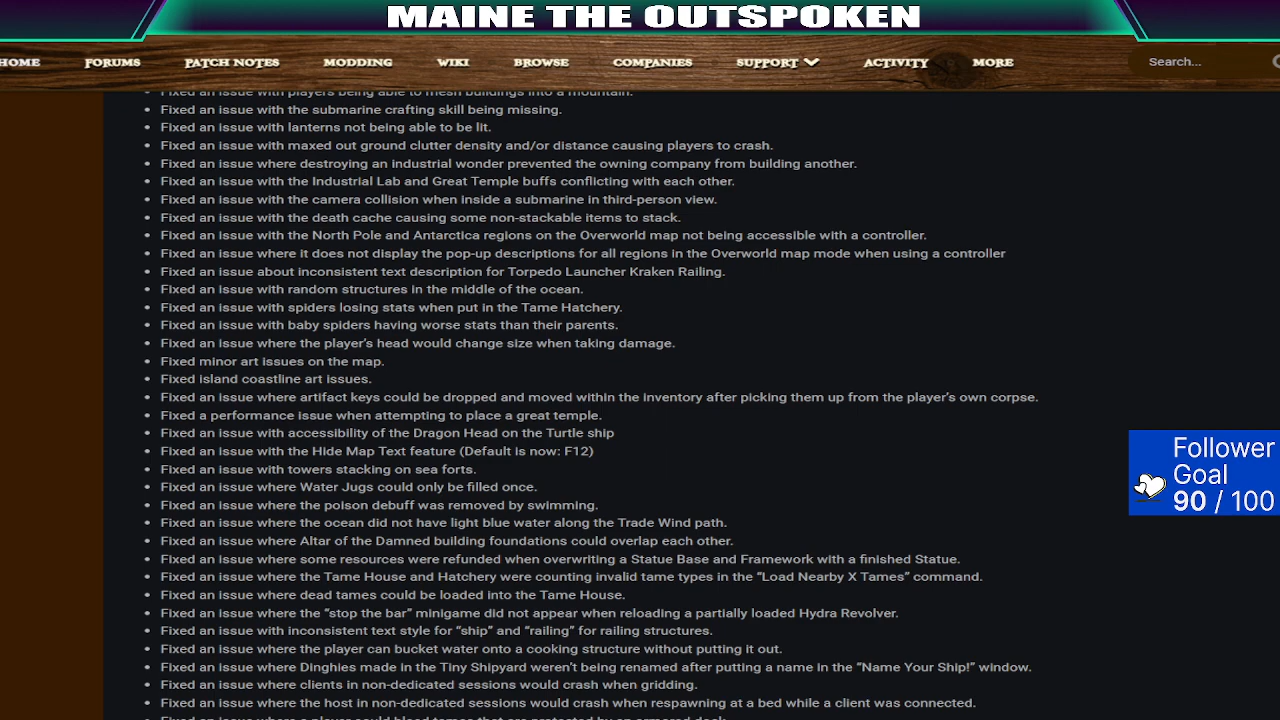 MAINE THE OUTSPOKEN
HOME FORUMS PATCH NOTES MODDING WIKI BROWSE COMPANIES SUPPORT ACTIVITY MORE Search...
Fixed an issue with players being able to mesh buildings into a mountain.
• Fixed an issue with the submarine crafting skill being missing.
• Fixed an issue with lanterns not being able to be lit.
• Fixed an issue with maxed out ground clutter density and/or distance causing players to crash.
• Fixed an issue where destroying an industrial wonder prevented the owning company from building another.
• Fixed an issue with the Industrial Lab and Great Temple buffs conflicting with each other.
• Fixed an issue with the camera collision when inside a submarine in third-person view.
• Fixed an issue with the death cache causing some non-stackable items to stack.
• Fixed an issue with the North Pole and Antarctica regions on the Overworld map not being accessible with a controller.
• Fixed an issue where it does not display the pop-up descriptions for all regions in the Overworld map mode when using a controller
• Fixed an issue about inconsistent text description for Torpedo Launcher Kraken Railing.
• Fixed an issue with random structures in the middle of the ocean.
• Fixed an issue with spiders losing stats when put in the Tame Hatchery.
• Fixed an issue with baby spiders having worse stats than their parents.
• Fixed an issue where the player's head would change size when taking damage.
• Fixed minor art issues on the map.
• Fixed island coastline art issues.
• Fixed an issue where artifact keys could be dropped and moved within the inventory after picking them up from the player's own corpse.
• Fixed a performance issue when attempting to place a great temple.
• Fixed an issue with accessibility of the Dragon Head on the Turtle ship
• Fixed an issue with the Hide Map Text feature (Default is now: F12)
• Fixed an issue with towers stacking on sea forts.
• Fixed an issue where Water Jugs could only be filled once.
• Fixed an issue where the poison debuff was removed by swimming.
• Fixed an issue where the ocean did not have light blue water along the Trade Wind path.
• Fixed an issue where Altar of the Damned building foundations could overlap each other.
• Fixed an issue where some resources were refunded when overwriting a Statue Base and Framework with a finished Statue.
• Fixed an issue where the Tame House and Hatchery were counting invalid tame types in the “Load Nearby X Tames” command.
• Fixed an issue where dead tames could be loaded into the Tame House.
• Fixed an issue where the “stop the bar” minigame did not appear when reloading a partially loaded Hydra Revolver.
• Fixed an issue with inconsistent text style for “ship” and “railing” for railing structures.
• Fixed an issue where the player can bucket water onto a cooking structure without putting it out.
• Fixed an issue where Dinghies made in the Tiny Shipyard weren't being renamed after putting a name in the “Name Your Ship!” window.
• Fixed an issue where clients in non-dedicated sessions would crash when gridding.
• Fixed an issue where the host in non-dedicated sessions would crash when respawning at a bed while a client was connected.
Follower
Goal
90 / 100